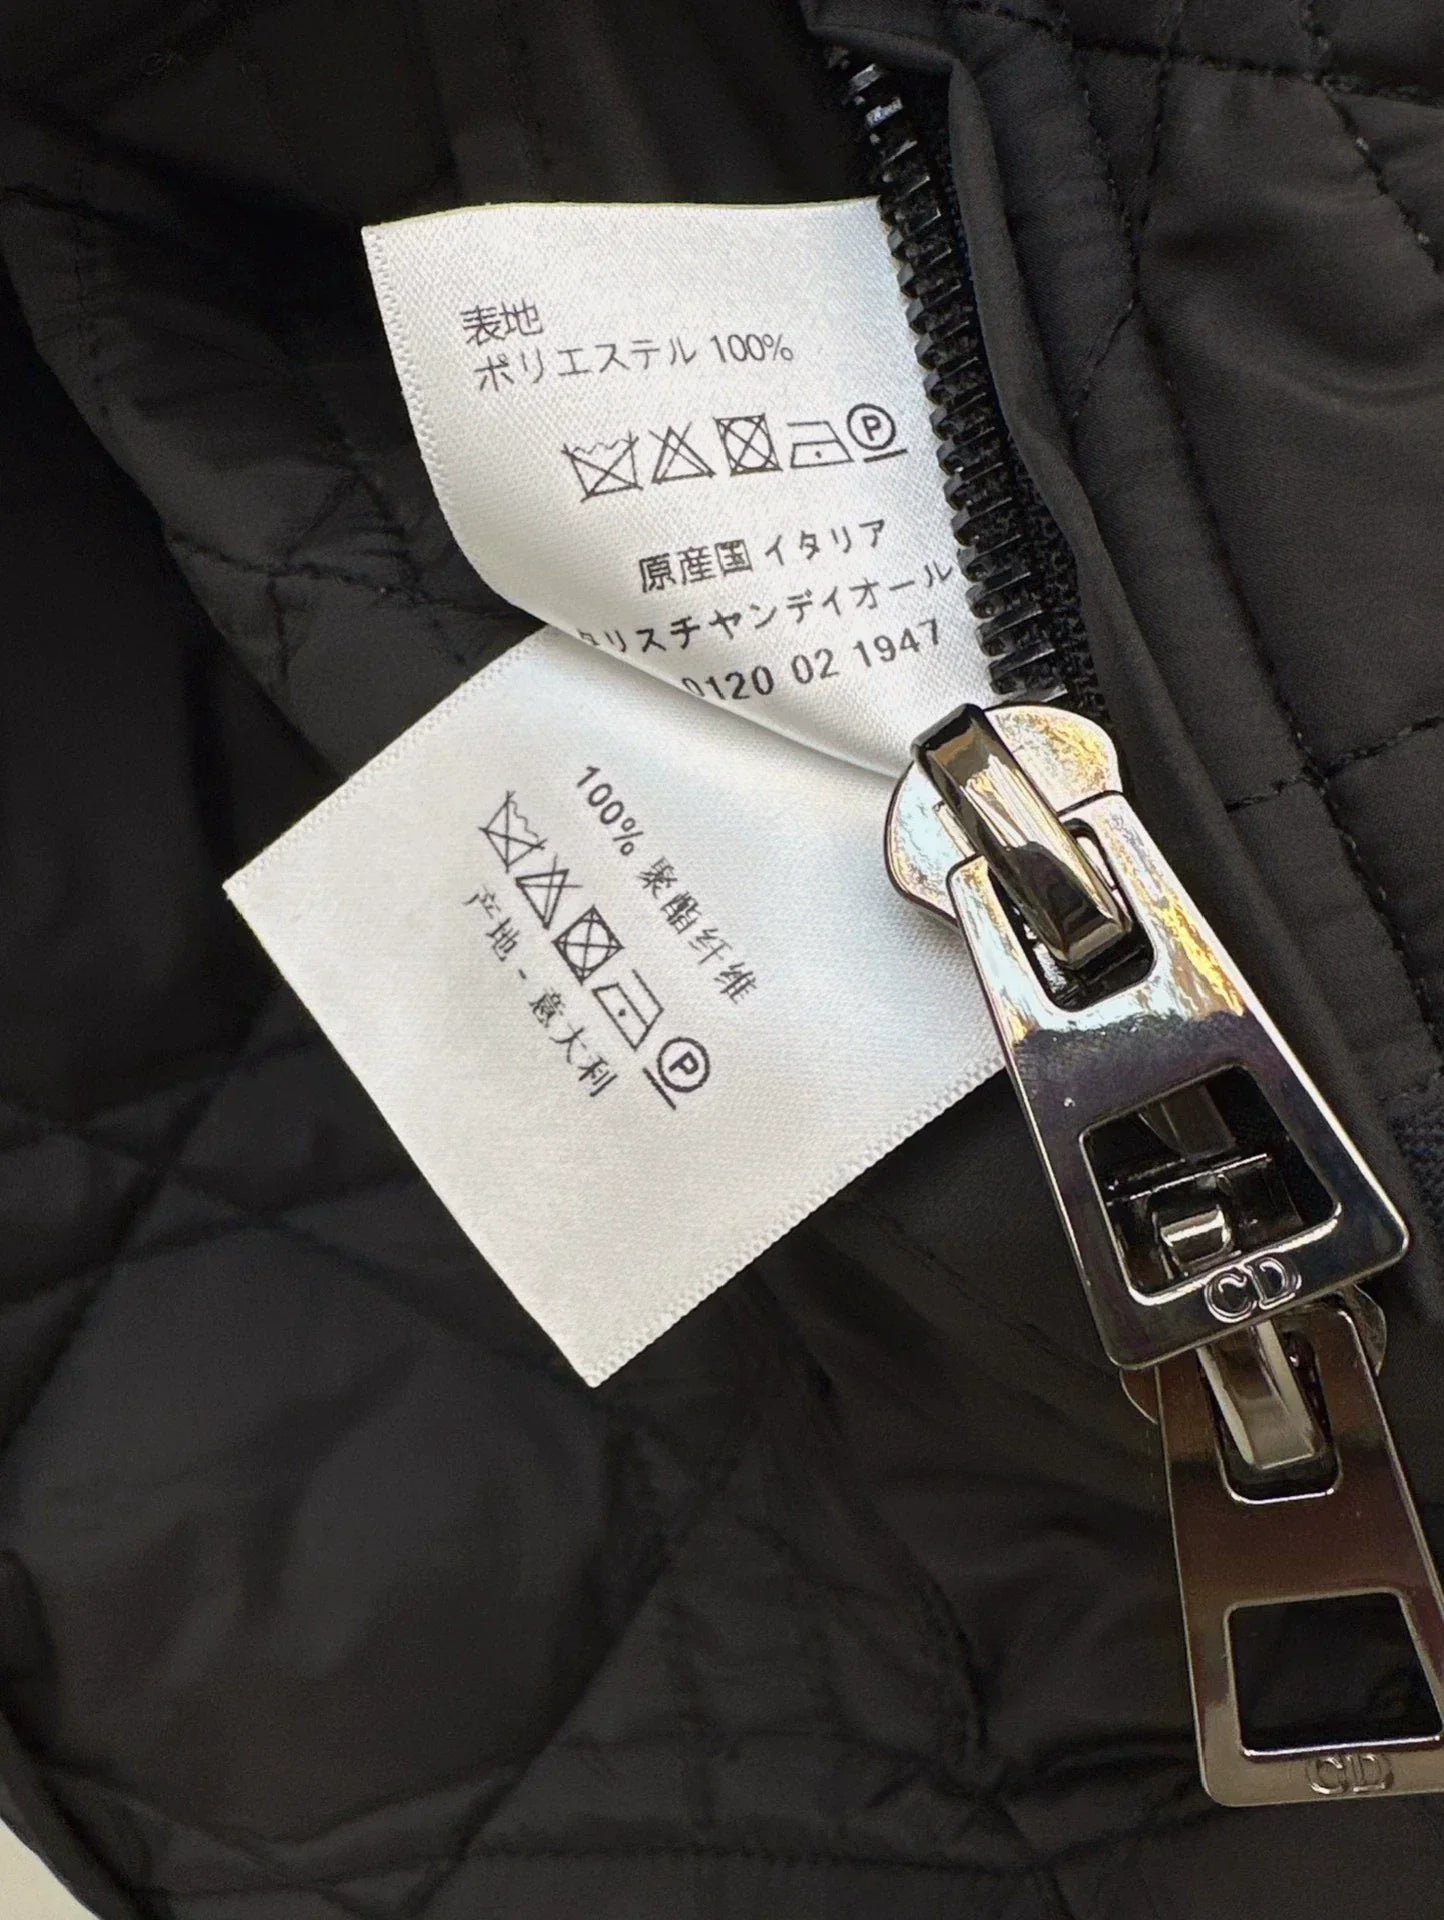 表地
ポリエステル 100%
P
原産国 イタリア
リスチャンディオール
0120 02 1947
100% 聚酯纤维
P
产地 - 意大利
CD
CD